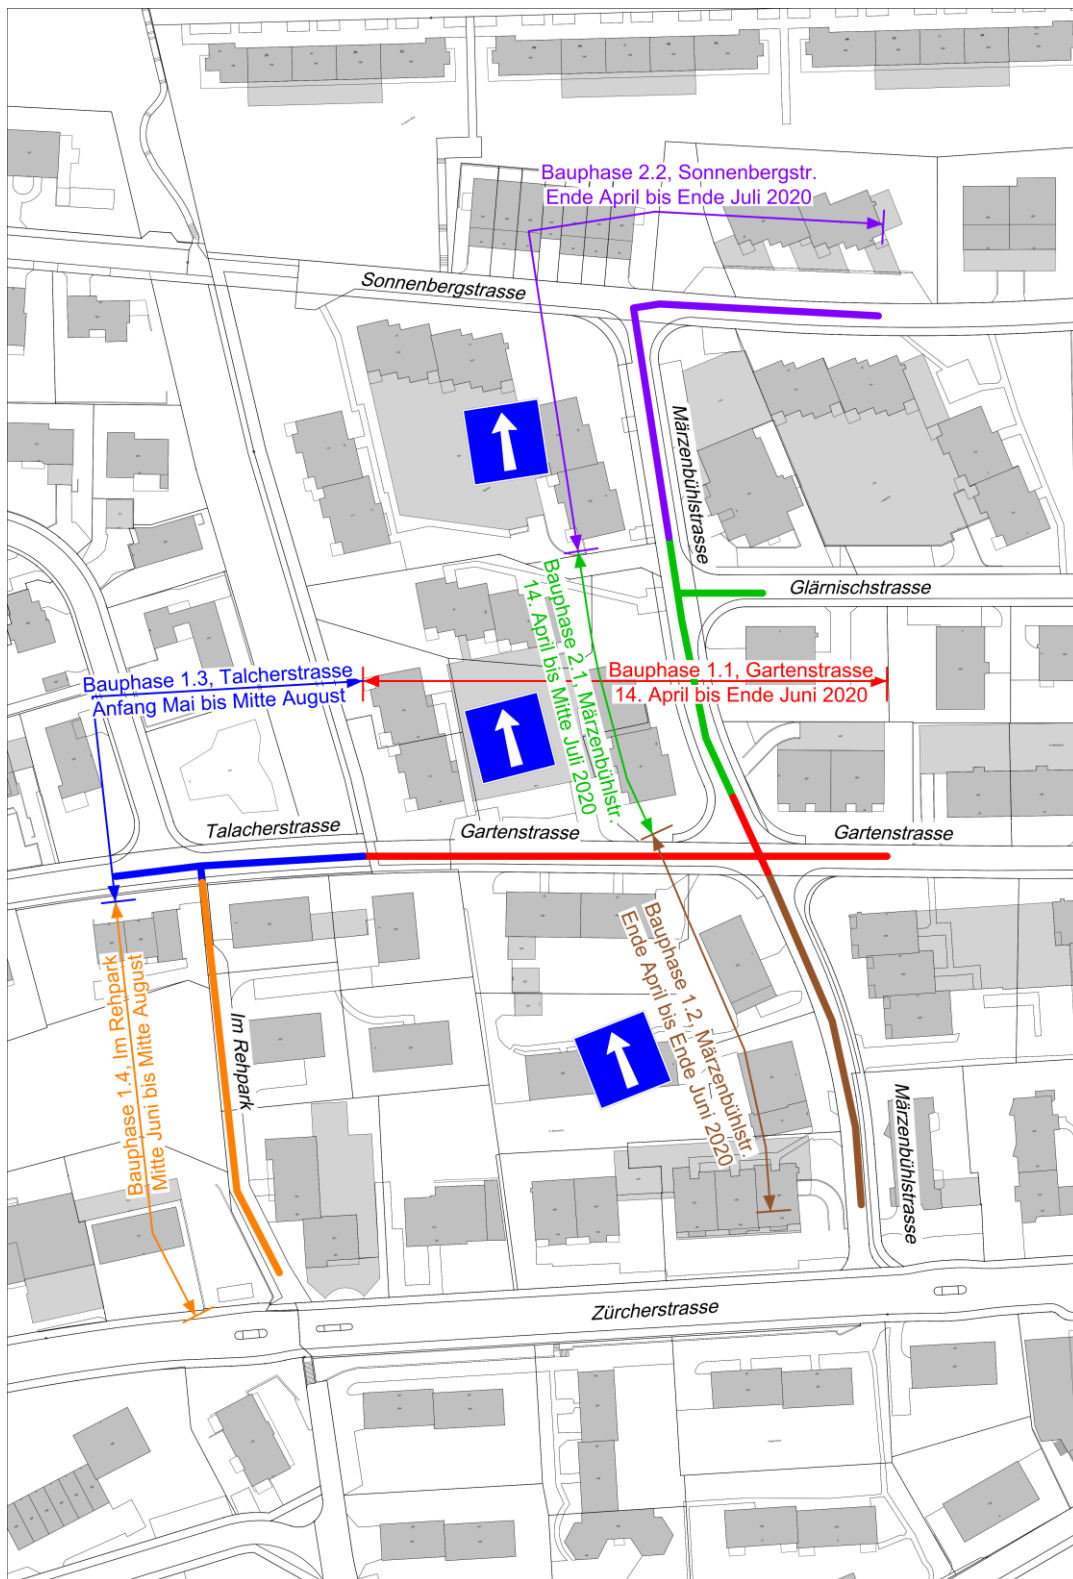 Bauphase 2.2, Sonnenbergstr.
Ende April bis Ende Juli 2020
Sonnenbergstrasse
Märzenbühlstrasse
Glärnischstrasse
Bauphase 2.1, Märzenbühlstr.
14. April bis Mitte Juli 2020
Bauphase 1.1, Gartenstrasse
14. April bis Ende Juni 2020
Bauphase 1.3, Talcherstrasse
Anfang Mai bis Mitte August
Talacherstrasse
Gartenstrasse
Gartenstrasse
Bauphase 1.2, Märzenbühlstr.
Ende April bis Ende Juni 2020
Bauphase 1.4, Im Rehpark
Mitte Juni bis Mitte August
Im Rehpark
Märzenbühlstrasse
Zürcherstrasse